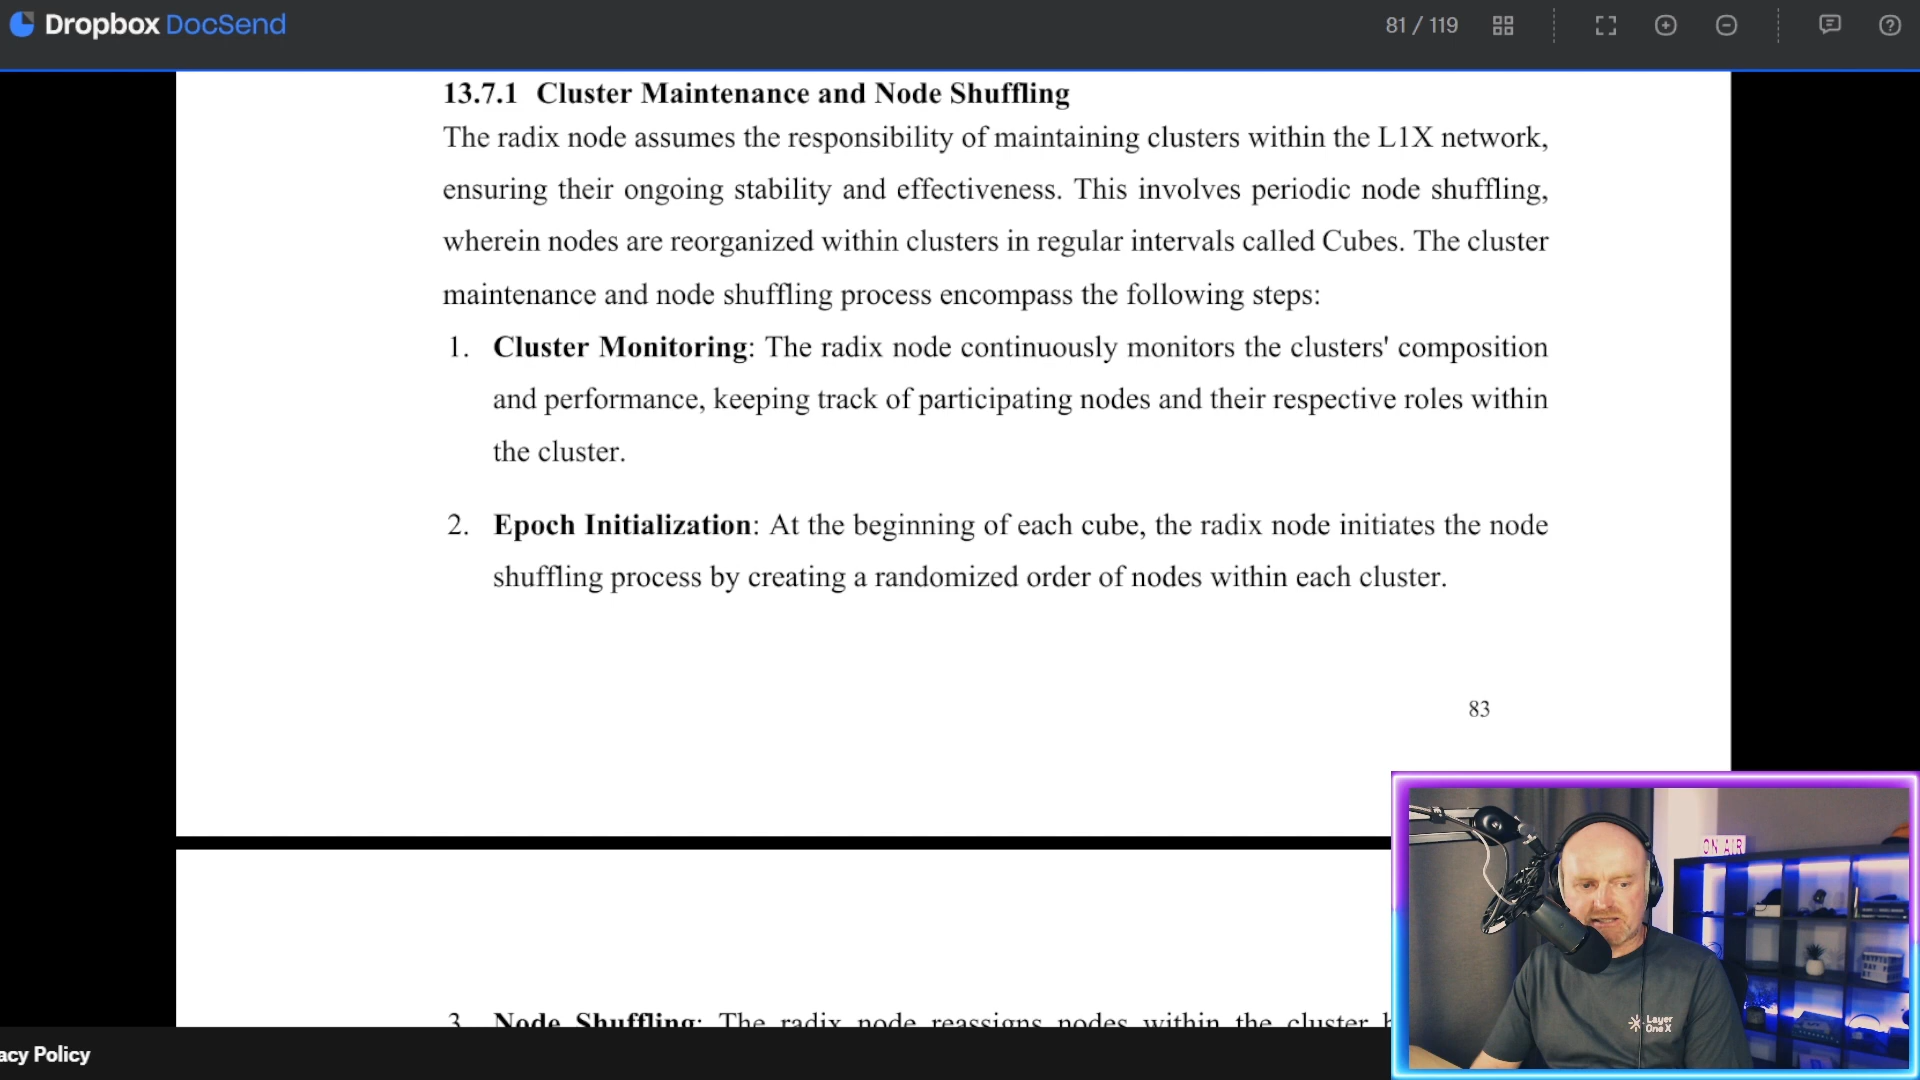 Dropbox DocSend
81 / 119
13.7.1 Cluster Maintenance and Node Shuffling
The radix node assumes the responsibility of maintaining clusters within the L1X network,
ensuring their ongoing stability and effectiveness. This involves periodic node shuffling,
wherein nodes are reorganized within clusters in regular intervals called Cubes. The cluster
maintenance and node shuffling process encompass the following steps:
1. Cluster Monitoring: The radix node continuously monitors the clusters' composition
and performance, keeping track of participating nodes and their respective roles within
the cluster.
2. Epoch Initialization: At the beginning of each cube, the radix node initiates the node
shuffling process by creating a randomized order of nodes within each cluster.
83
3. Node Shuffling: The radix node reassigns nodes within the cluster
acy Policy
ON AIR
Layer
One X